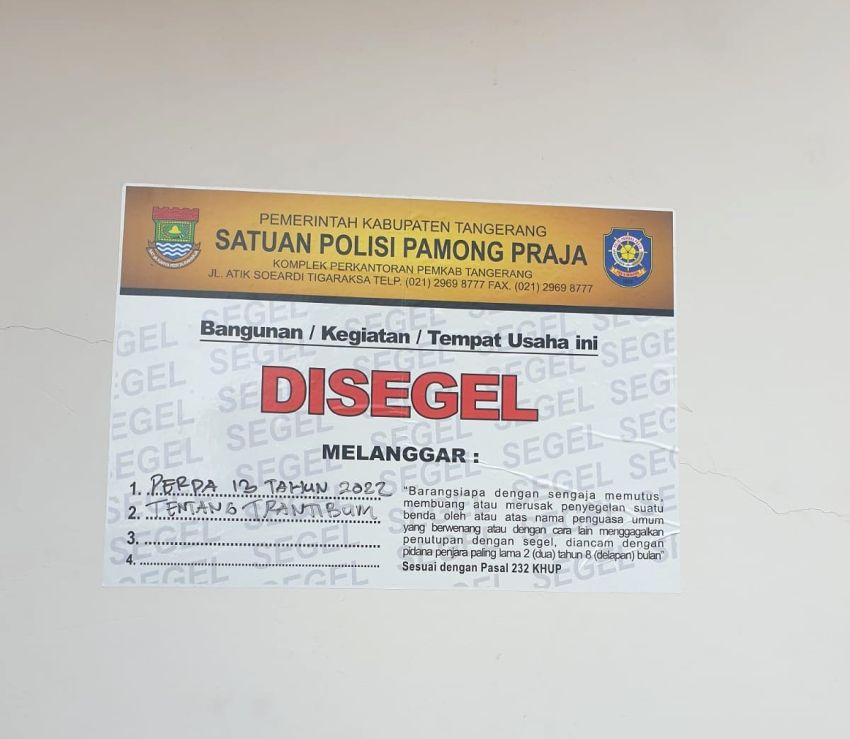 PEMERINTAH KABUPATEN TANGERANG
SATUAN POLISI PAMONG PRAJA
KOMPLEK PERKANTORAN PEMKAB TANGERANG
JL. ATIK SOEARDI TIGARAKSA TELP. (021) 2969 8777 FAX. (021) 2969 8777
Bangunan / Kegiatan / Tempat Usaha ini
DISEGEL
MELANGGAR :
1. PERDA 13 TAHUN 2022
2. TENTANG TRANTIBUM
3.
4.
"Barangsiapa dengan sengaja memutus,
membuang atau merusak penyegelan suatu
benda oleh atau atas nama penguasa umum
yang berwenang atau dengan cara lain menggagalkan
penutupan dengan segel, diancam dengan
pidana penjara paling lama 2 (dua) tahun 8 (delapan) bulan"
Sesuai dengan Pasal 232 KHUP